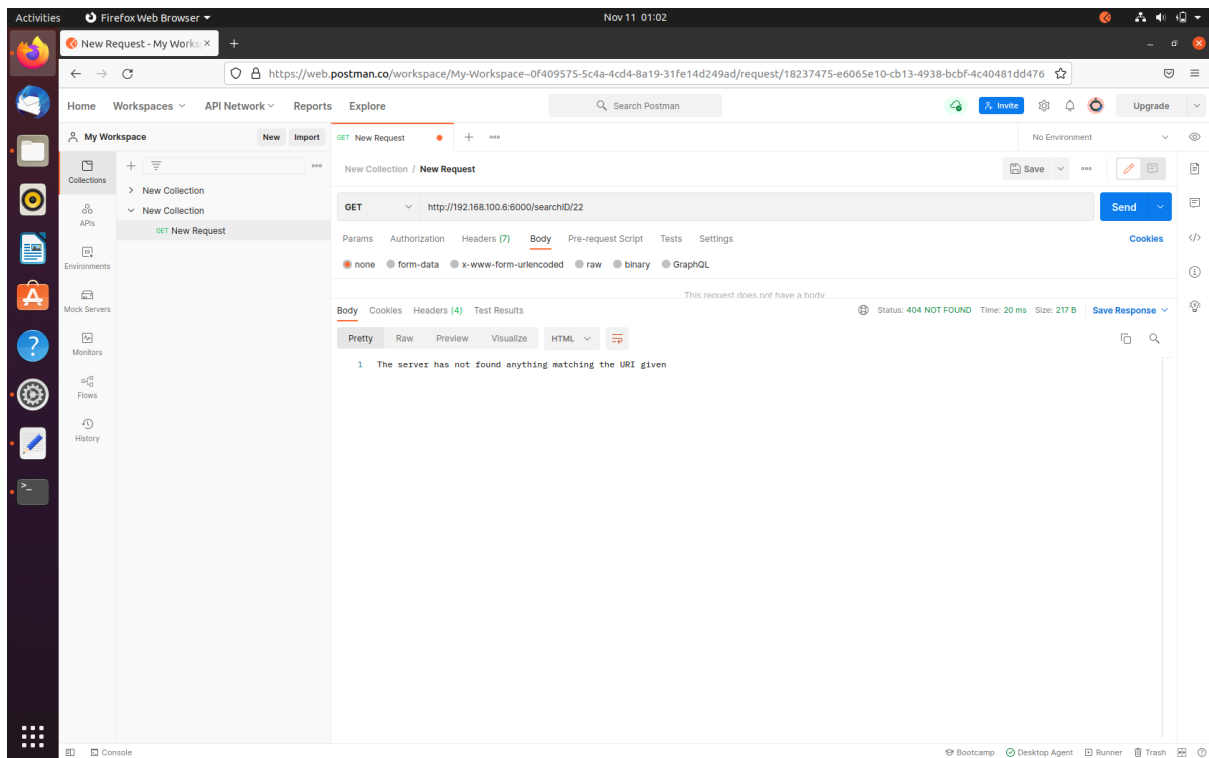 Activities Firefox Web Browser Nov 11 01:02
New Request - My Works
https://web.postman.co/workspace/My-Workspace~0f409575-5c4a-4cd4-8a19-31fe14d249ad/request/18237475-e6065e10-cb13-4938-bcbf-4c40481dd476
Home Workspaces API Network Reports Explore Search Postman Invite Upgrade
My Workspace New Import GET New Request No Environment
Collections
APIs
Environments
Mock Servers
Monitors
Flows
History
New Collection
New Collection
GET New Request
New Collection / New Request Save
GET http://192.168.100.6:6000/searchID/22 Send
Params Authorization Headers (7) Body Pre-request Script Tests Settings Cookies
none form-data x-www-form-urlencoded raw binary GraphQL
This request does not have a body
Body Cookies Headers (4) Test Results Status: 404 NOT FOUND Time: 20 ms Size: 217 B Save Response
Pretty Raw Preview Visualize HTML
1 The server has not found anything matching the URI given
Console Bootcamp Desktop Agent Runner Trash